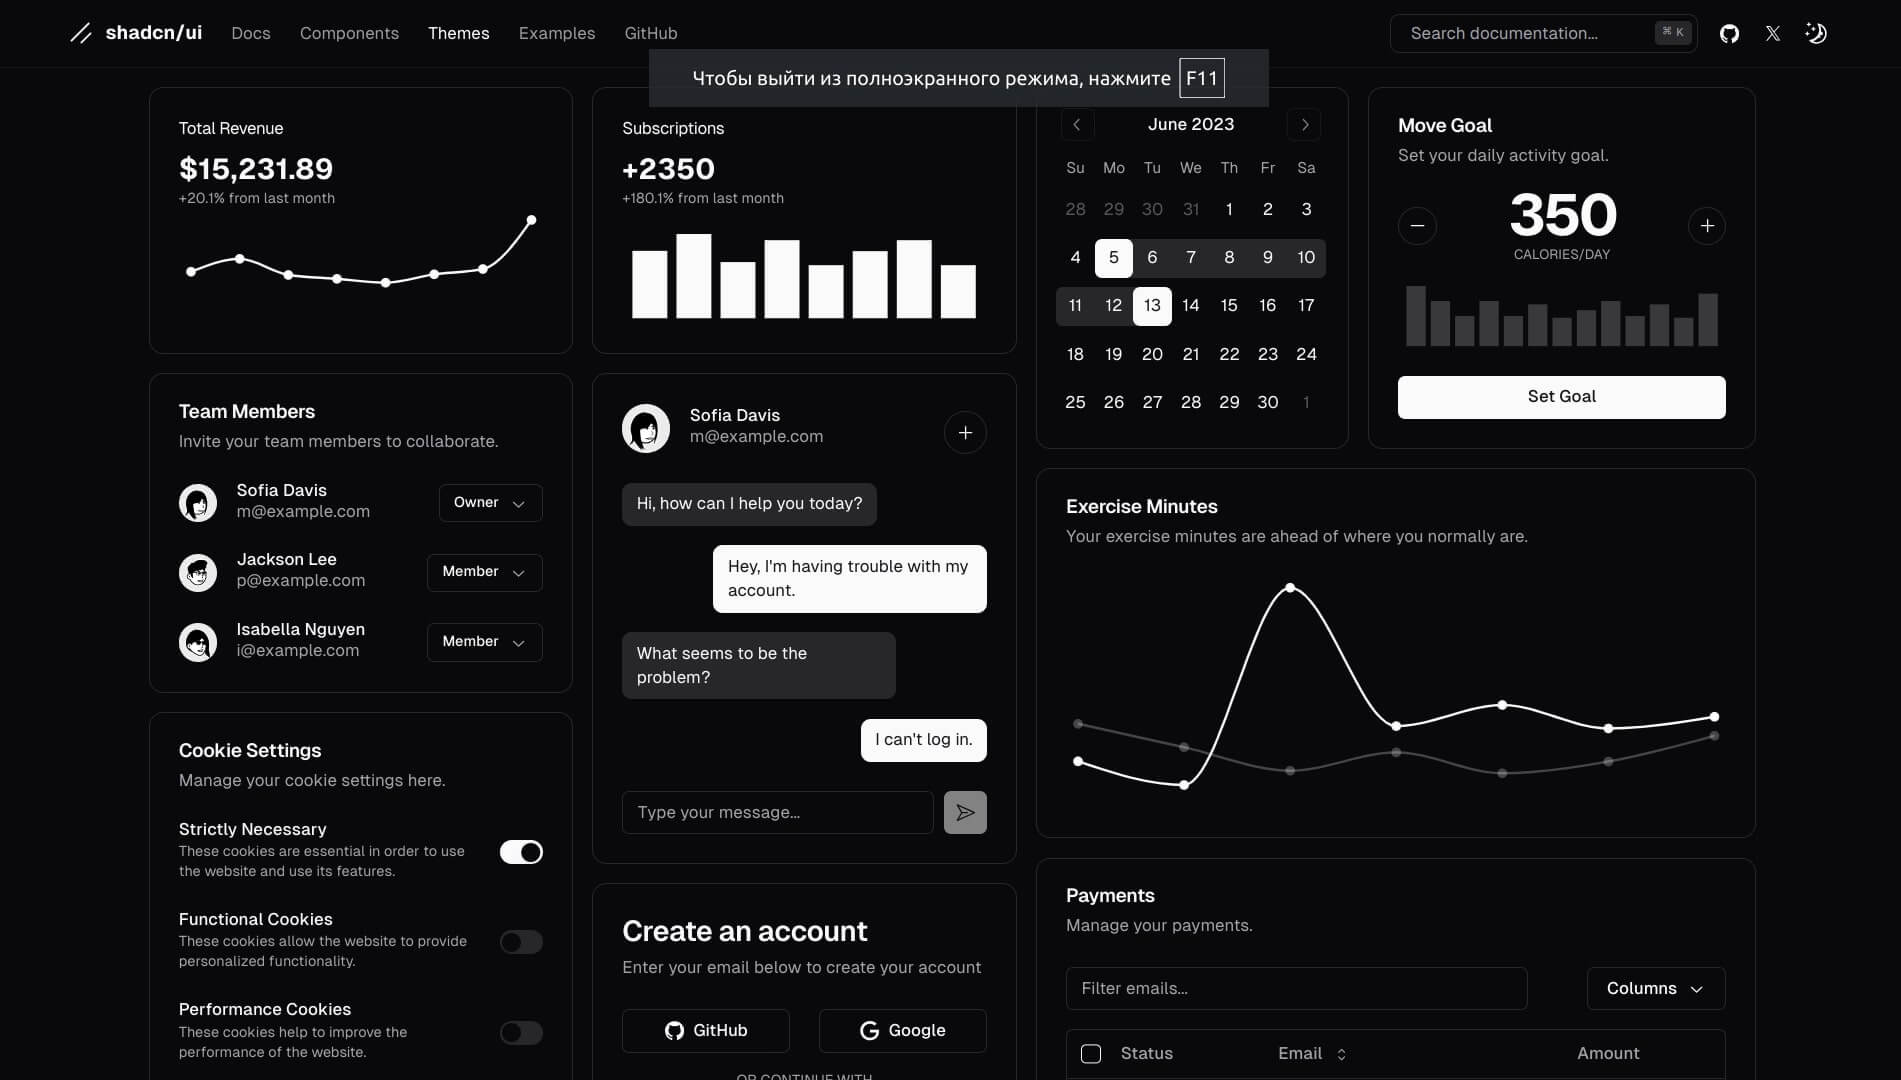 shadcn/ui Docs Components Themes Examples GitHub Search documentation... ⌘ K
Чтобы выйти из полноэкранного режима, нажмите F11
Total Revenue
$15,231.89
+20.1% from last month
Subscriptions
+2350
+180.1% from last month
June 2023
Su Mo Tu We Th Fr Sa
28 29 30 31 1 2 3
4 5 6 7 8 9 10
11 12 13 14 15 16 17
18 19 20 21 22 23 24
25 26 27 28 29 30 1
Move Goal
Set your daily activity goal.
350
CALORIES/DAY
Set Goal
Team Members
Invite your team members to collaborate.
Sofia Davis
m@example.com
Owner
Jackson Lee
p@example.com
Member
Isabella Nguyen
i@example.com
Member
Sofia Davis
m@example.com
Hi, how can I help you today?
Hey, I'm having trouble with my
account.
What seems to be the
problem?
I can't log in.
Type your message...
Exercise Minutes
Your exercise minutes are ahead of where you normally are.
Cookie Settings
Manage your cookie settings here.
Strictly Necessary
These cookies are essential in order to use
the website and use its features.
Functional Cookies
These cookies allow the website to provide
personalized functionality.
Performance Cookies
These cookies help to improve the
performance of the website.
Create an account
Enter your email below to create your account
GitHub Google
OR CONTINUE WITH
Payments
Manage your payments.
Filter emails...
Columns
Status Email Amount